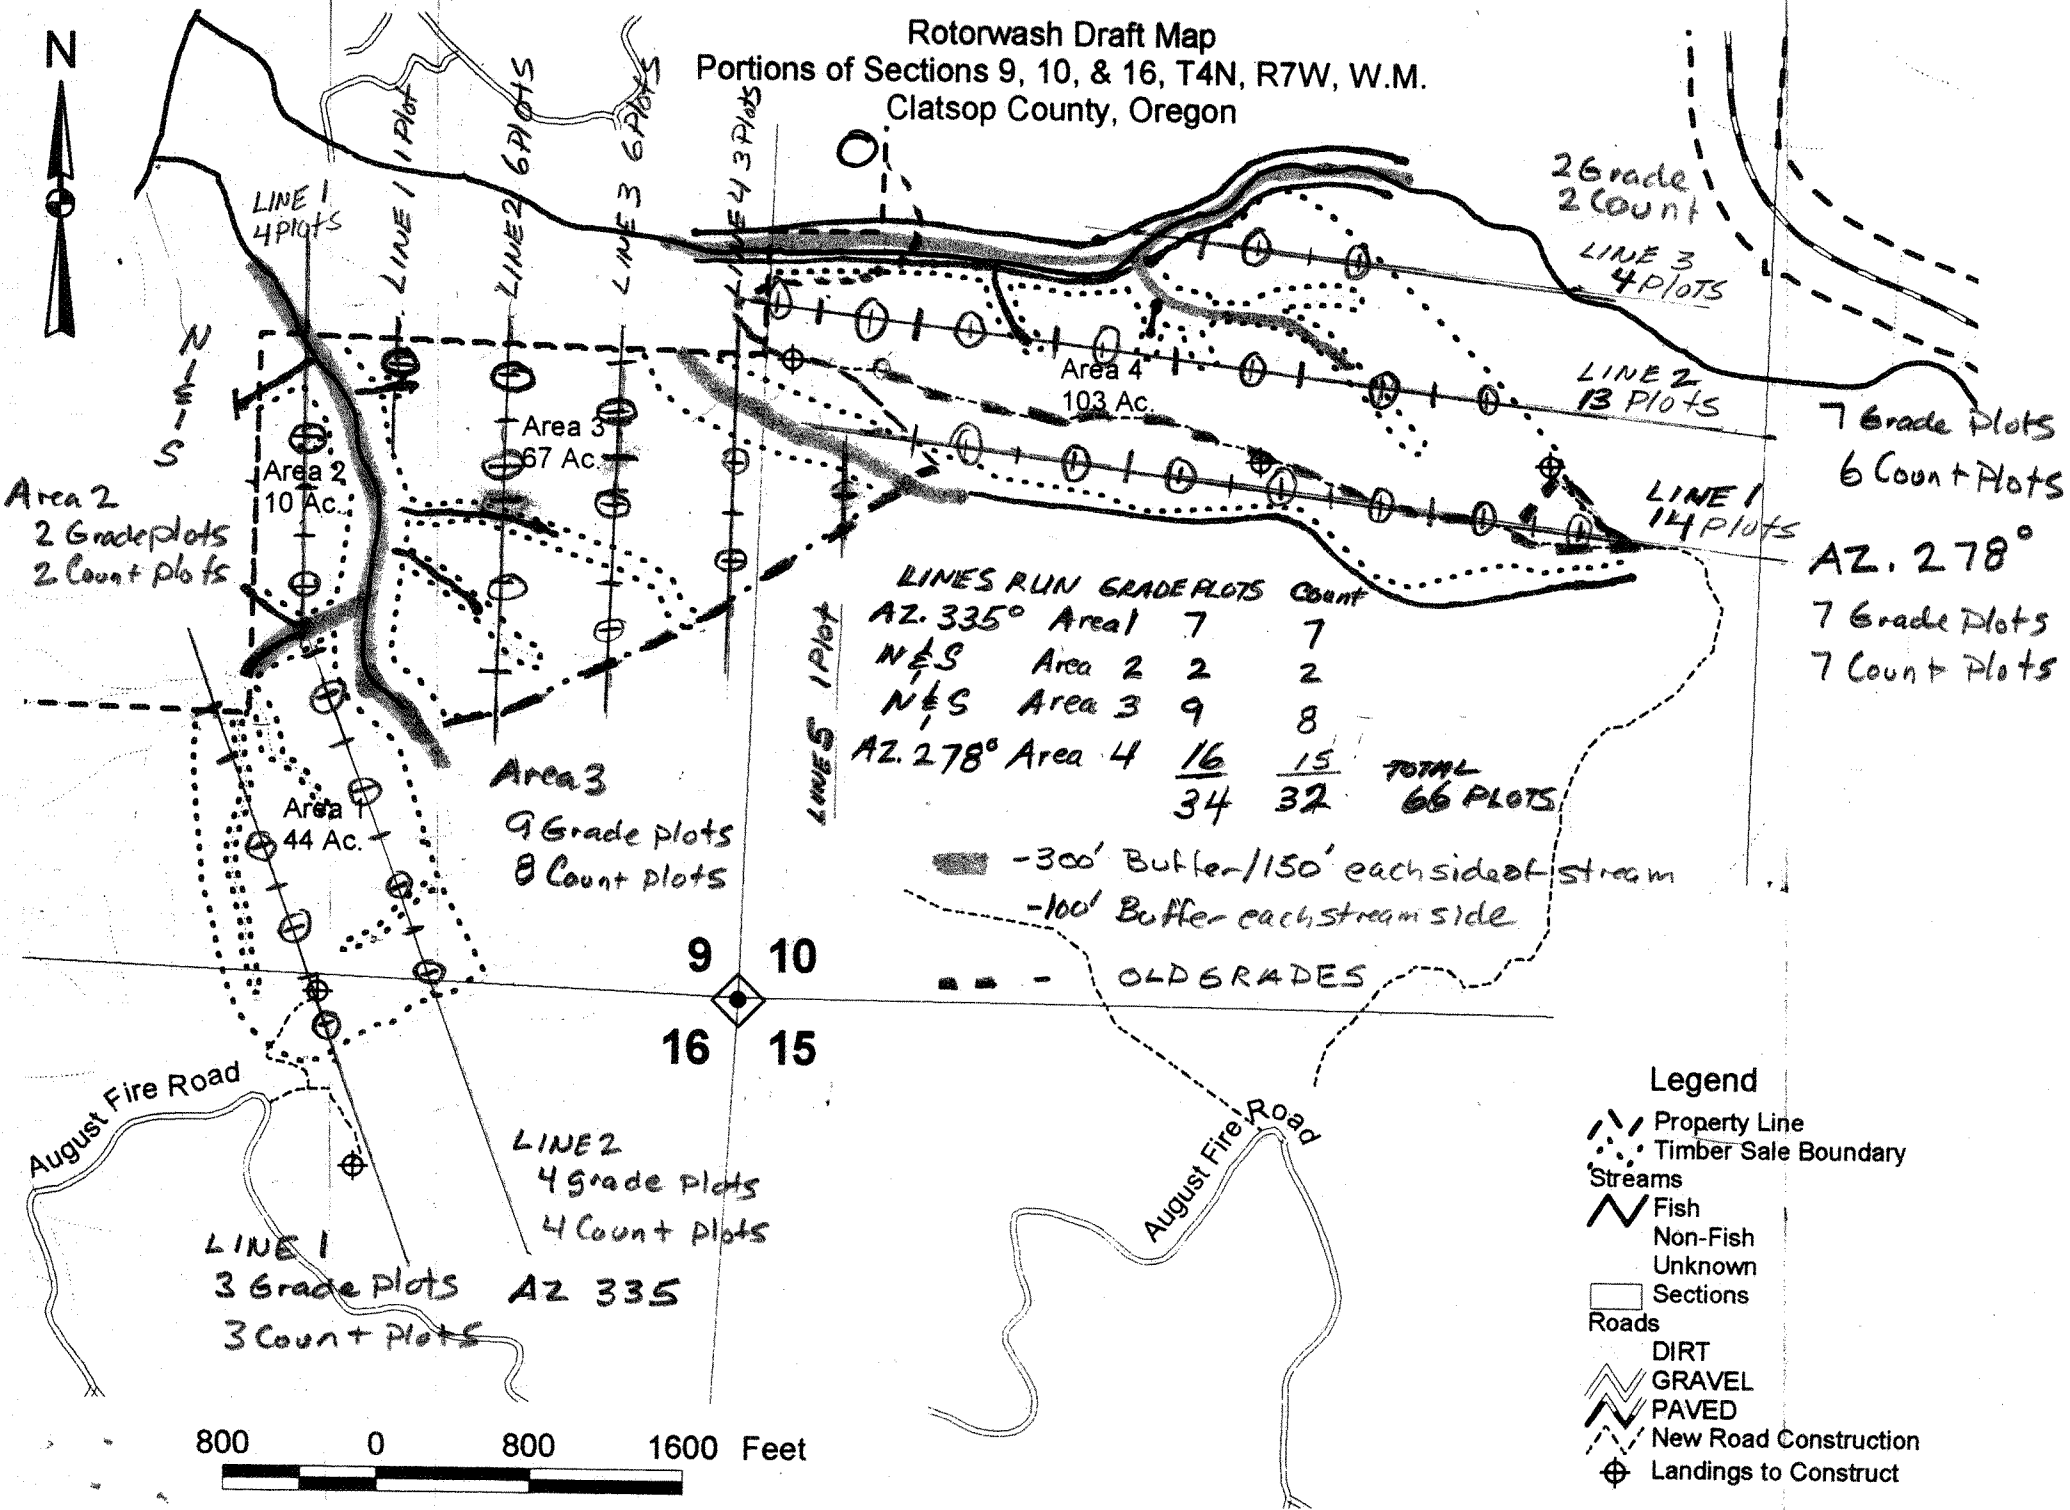 N
Rotorwash Draft Map
Portions of Sections 9, 10, & 16, T4N, R7W, W.M.
Clatsop County, Oregon
LINE 1
4 Plots
LINE 1 1 Plot
LINE 2 6 Plots
LINE 3 6 Plots
LINE 4 3 Plots
2 Grade
2 Count
LINE 3
4 Plots
LINE 2
13 Plots
7 Grade Plots
6 Count Plots
LINE 1
14 Plots
AZ. 278°
7 Grade Plots
7 Count Plots
N & S
Area 2
2 Grade plots
2 Count plots
Area 2
10 Ac.
Area 3
67 Ac.
Area 4
103 Ac.
LINE 5 1 Plot
LINES RUN GRADE PLOTS Count
AZ. 335° Area 1 7 7
N & S Area 2 2 2
N & S Area 3 9 8
AZ. 278° Area 4 16 15 TOTAL
34 32 66 PLOTS
Area 1
44 Ac.
Area 3
9 Grade plots
8 Count plots
-300' Buffer/150' each side of stream
-100' Buffer each stream side
- OLD GRADES
9 10
16 15
August Fire Road
August Fire Road
LINE 2
4 grade plots
4 Count plots
LINE 1
3 Grade Plots
3 Count Plots
AZ 335
800 0 800 1600 Feet
Legend
Property Line
Timber Sale Boundary
Streams
Fish
Non-Fish
Unknown
Sections
Roads
DIRT
GRAVEL
PAVED
New Road Construction
Landings to Construct